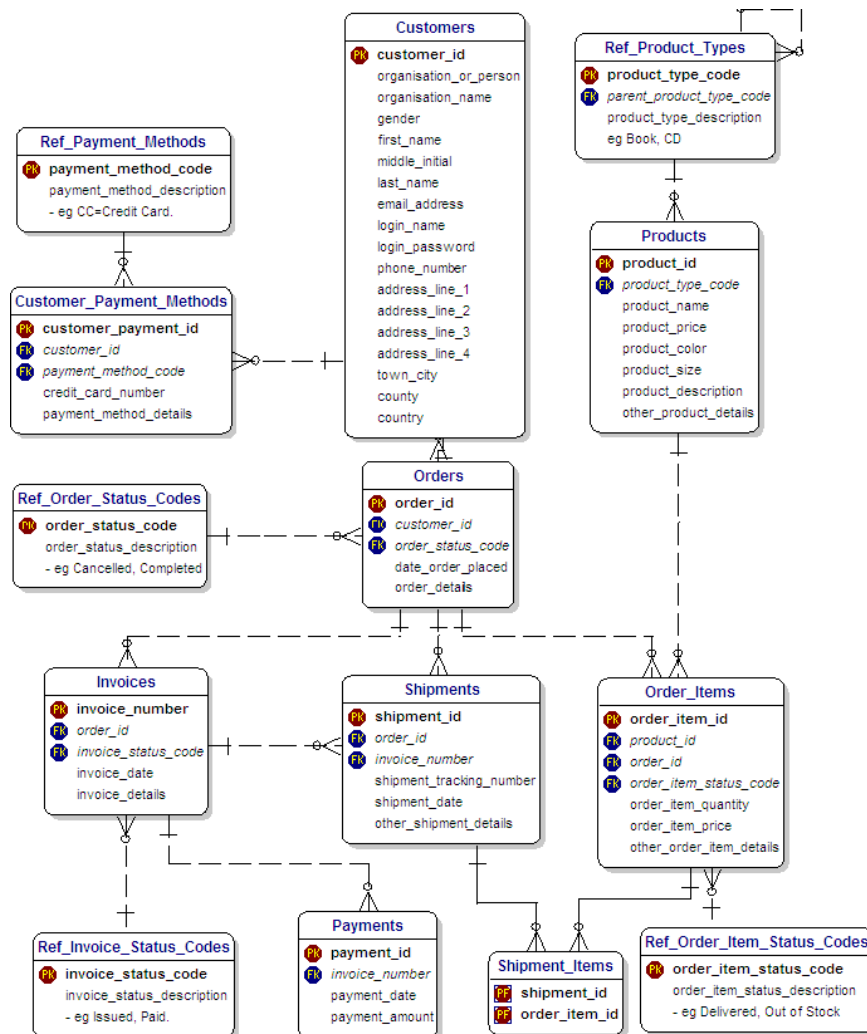 Customers
PK customer_id
organisation_or_person
organisation_name
gender
first_name
middle_initial
last_name
email_address
login_name
login_password
phone_number
address_line_1
address_line_2
address_line_3
address_line_4
town_city
county
country
Ref_Product_Types
PK product_type_code
FK parent_product_type_code
product_type_description
eg Book, CD
Ref_Payment_Methods
PK payment_method_code
payment_method_description
- eg CC=Credit Card.
Products
PK product_id
FK product_type_code
product_name
product_price
product_color
product_size
product_description
other_product_details
Customer_Payment_Methods
PK customer_payment_id
FK customer_id
FK payment_method_code
credit_card_number
payment_method_details
Orders
PK order_id
FK customer_id
FK order_status_code
date_order_placed
order_details
Ref_Order_Status_Codes
PK order_status_code
order_status_description
- eg Cancelled, Completed
Invoices
PK invoice_number
FK order_id
FK invoice_status_code
invoice_date
invoice_details
Shipments
PK shipment_id
FK order_id
FK invoice_number
shipment_tracking_number
shipment_date
other_shipment_details
Order_Items
PK order_item_id
FK product_id
FK order_id
FK order_item_status_code
order_item_quantity
order_item_price
other_order_item_details
Ref_Invoice_Status_Codes
PK invoice_status_code
invoice_status_description
- eg Issued, Paid.
Payments
PK payment_id
FK invoice_number
payment_date
payment_amount
Shipment_Items
PF shipment_id
PF order_item_id
Ref_Order_Item_Status_Codes
PK order_item_status_code
order_item_status_description
- eg Delivered, Out of Stock